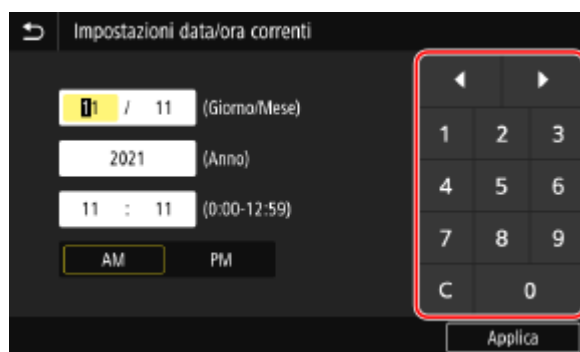 Impostazioni data/ora correnti
11 / 11 (Giorno/Mese)
2021 (Anno)
11 : 11 (0:00-12:59)
AM PM
1 2 3
4 5 6
7 8 9
C 0
Applica